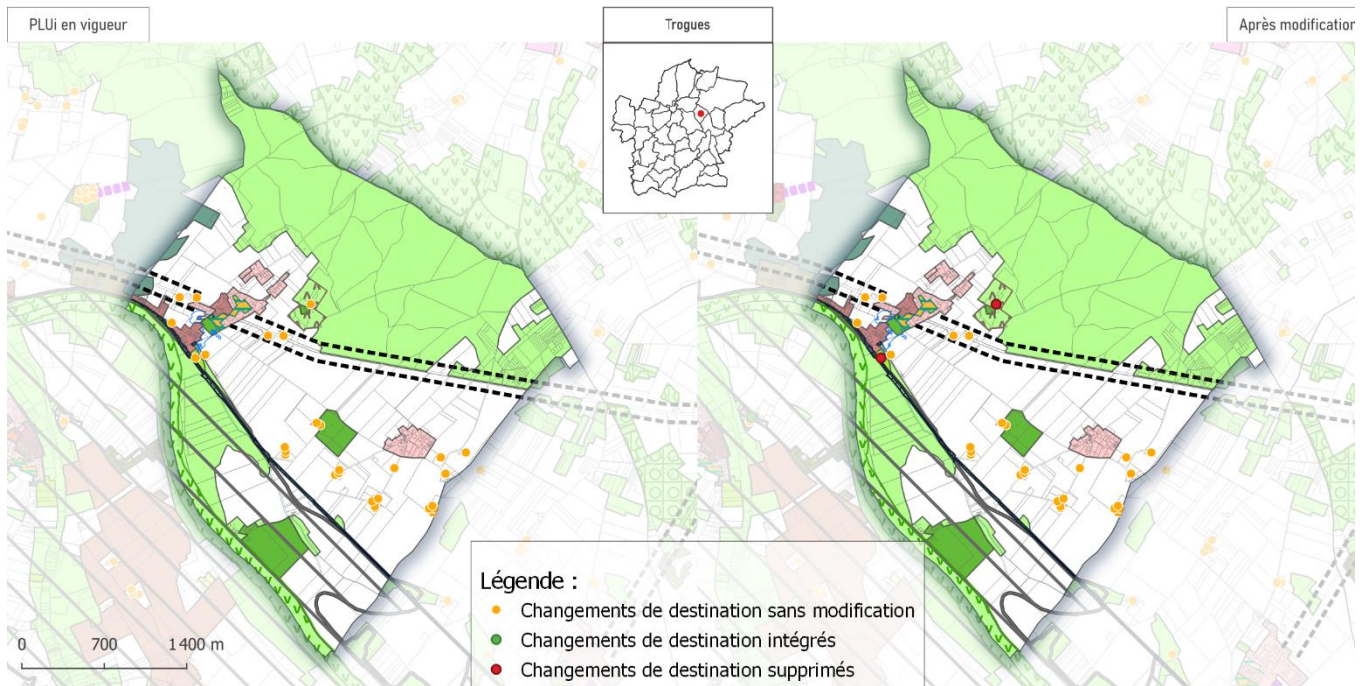 PLUi en vigueur
Trogues
Après modification
Légende :
Changements de destination sans modification
Changements de destination intégrés
Changements de destination supprimés
0 700 1400 m